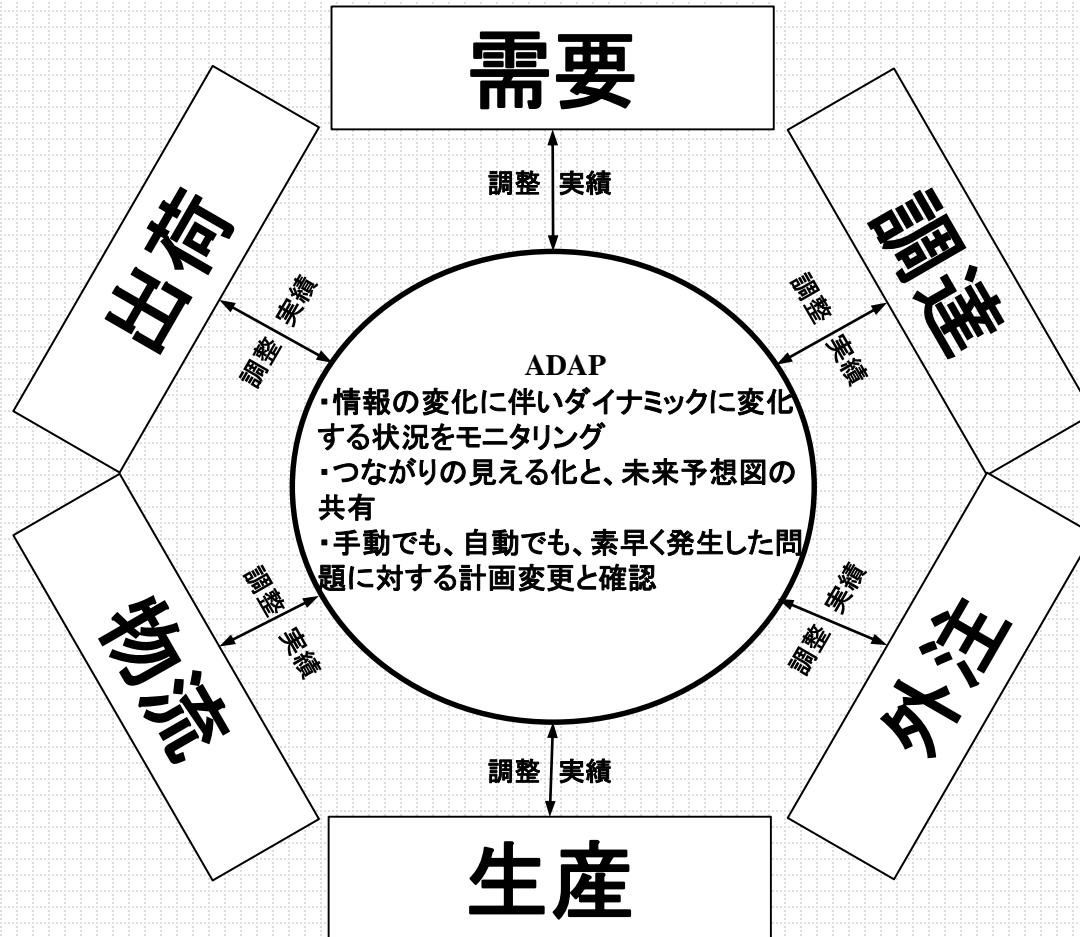 需要
調整 実績
出荷
調達
実績
調整
調整
実績
ADAP
・情報の変化に伴いダイナミックに変化
する状況をモニタリング
・つながりの見える化と、未来予想図の
共有
・手動でも、自動でも、素早く発生した問
題に対する計画変更と確認
調整
実績
実績
調整
物流
外注
調整 実績
生産